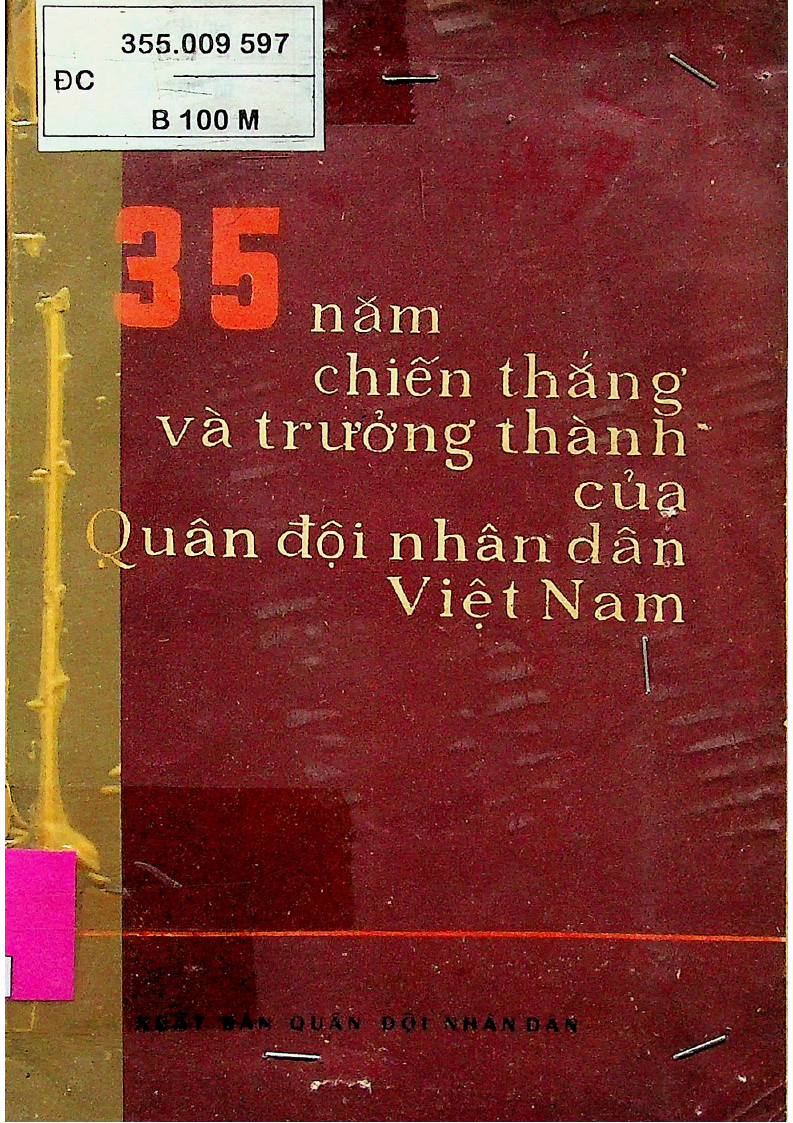 355.009 597
ĐC
B 100 M
35 năm
chiến thắng
và trưởng thành
của
Quân đội nhân dân
Việt Nam
XUẤT BẢN QUÂN ĐỘI NHÂN DÂN